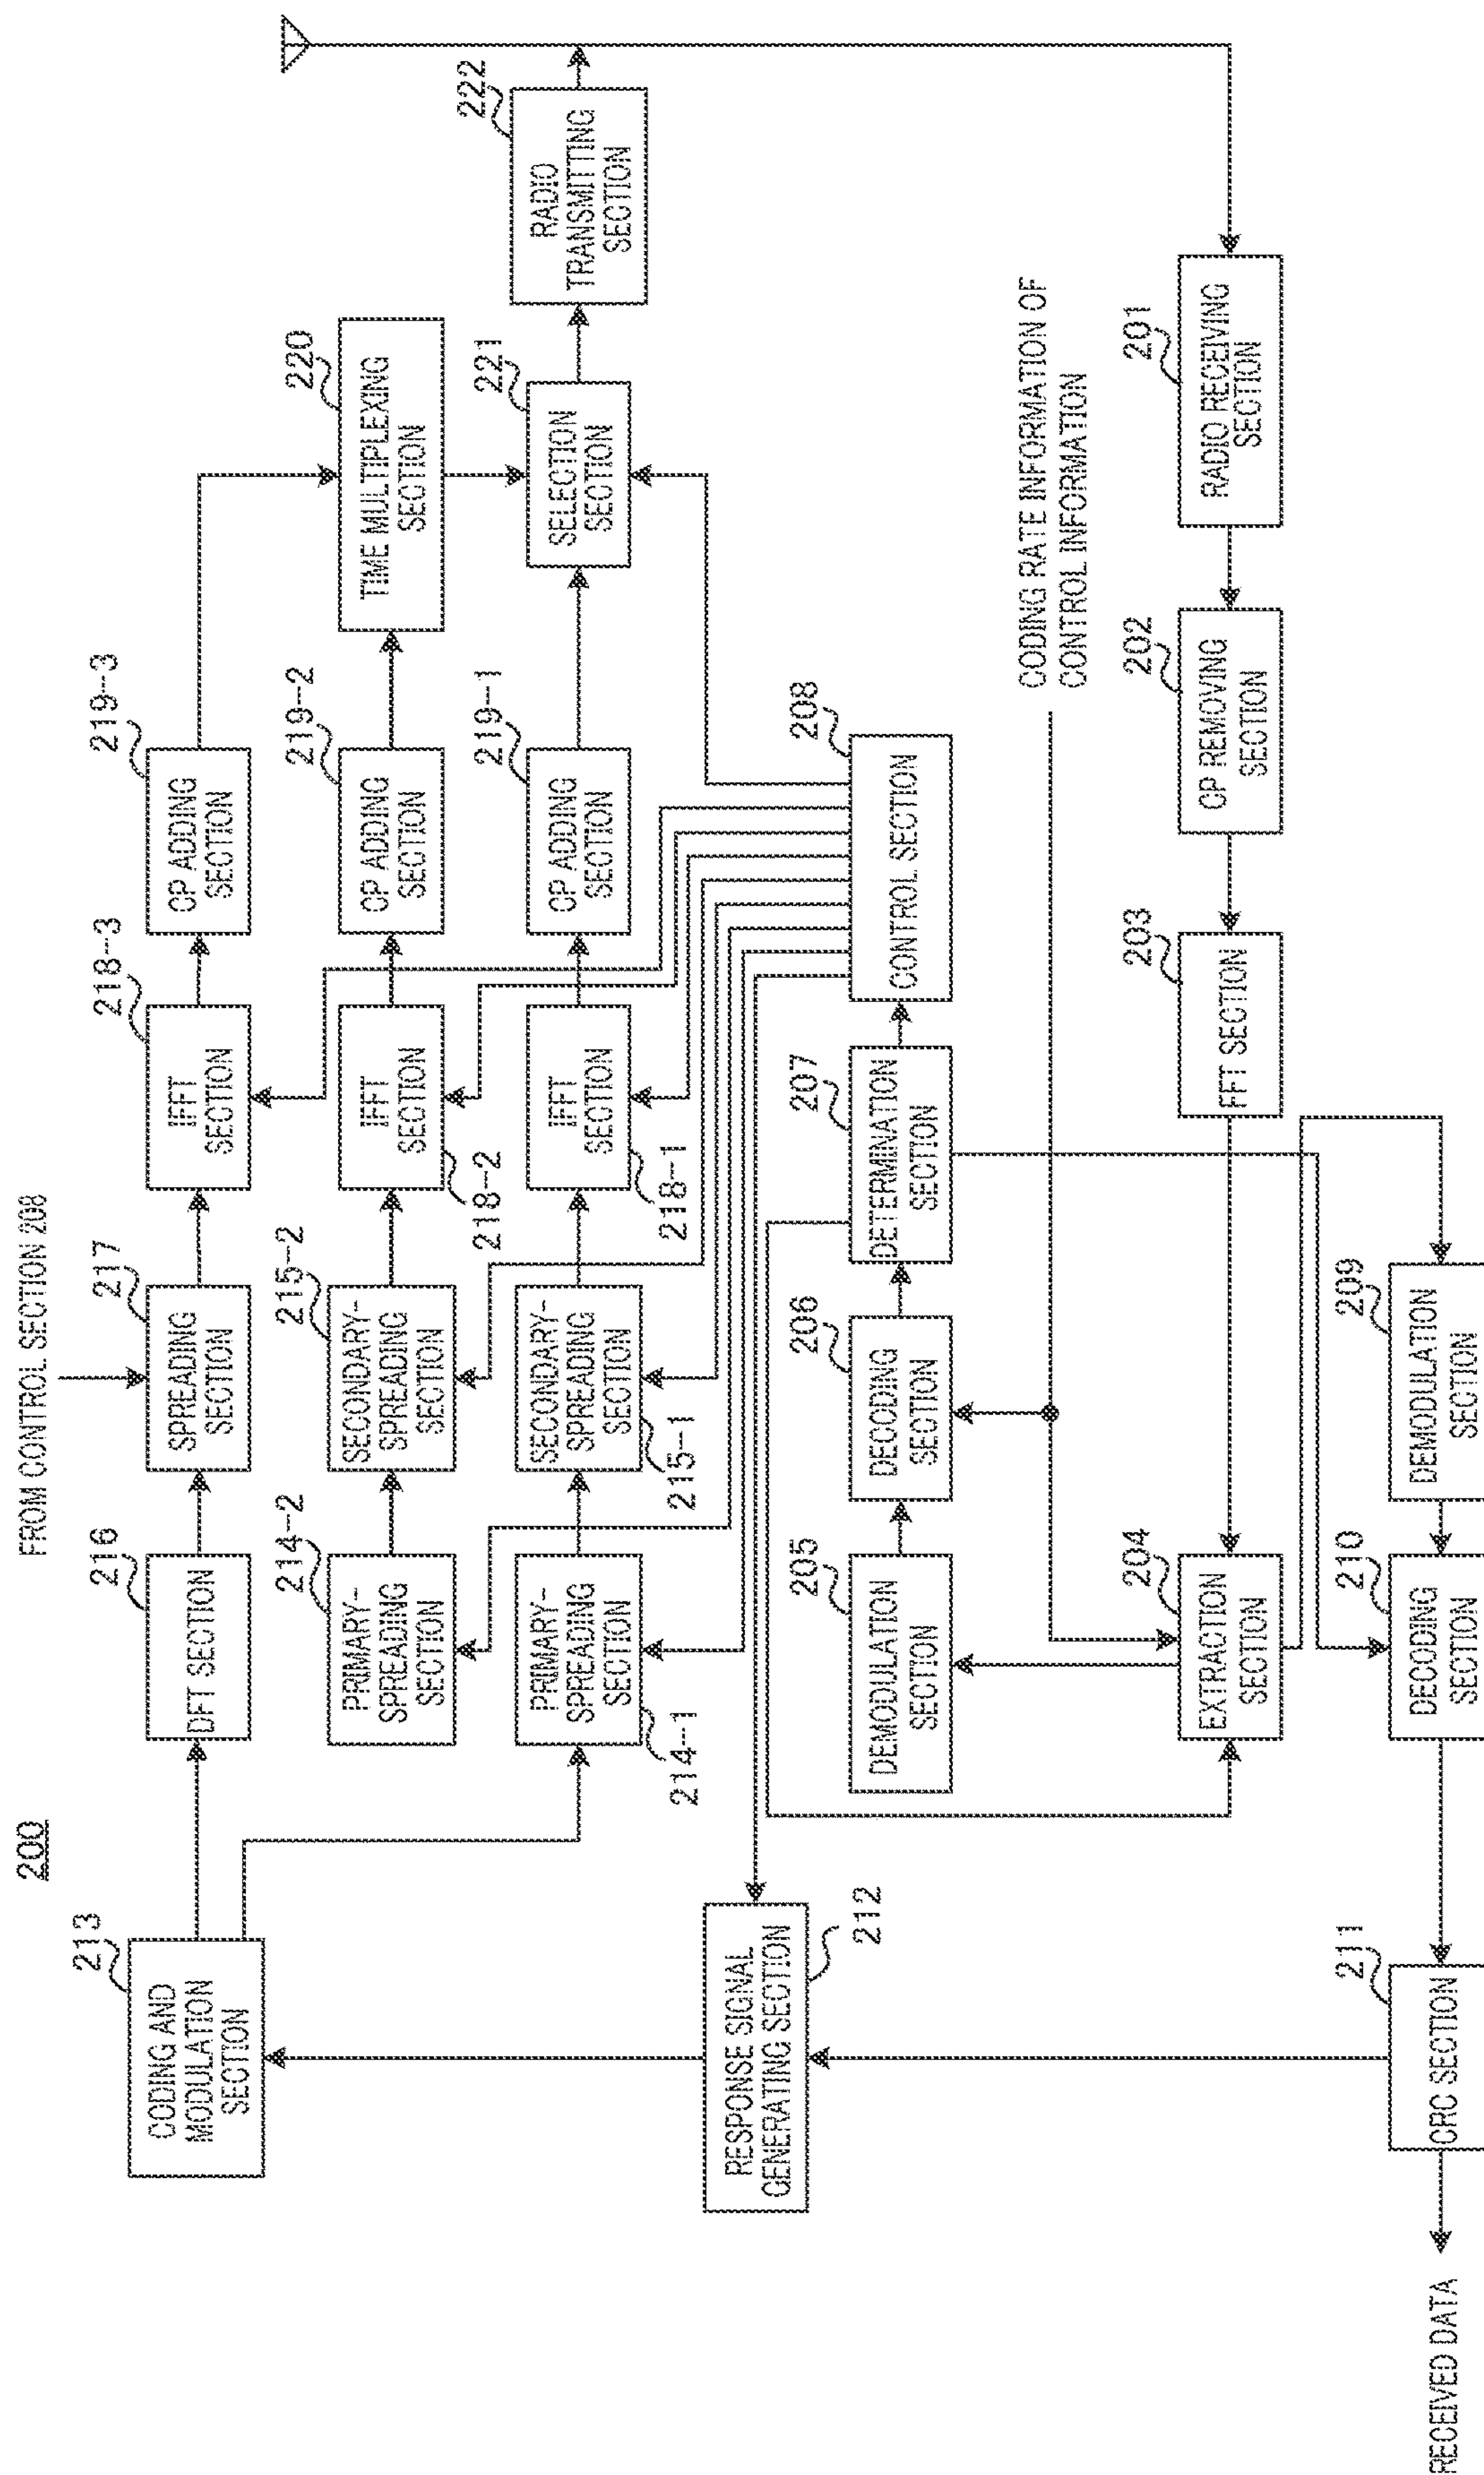 200
FROM CONTROL SECTION 208
213
CODING AND
MODULATION
SECTION
216
DFT SECTION
217
SPREADING
SECTION
218-3
IFFT
SECTION
219-3
CP ADDING
SECTION
214-2
PRIMARY-
SPREADING
SECTION
215-2
SECONDARY-
SPREADING
SECTION
218-2
IFFT
SECTION
219-2
CP ADDING
SECTION
220
TIME MULTIPLEXING
SECTION
214-1
PRIMARY-
SPREADING
SECTION
215-1
SECONDARY-
SPREADING
SECTION
218-1
IFFT
SECTION
219-1
CP ADDING
SECTION
221
SELECTION
SECTION
222
RADIO
TRANSMITTING
SECTION
212
RESPONSE SIGNAL
GENERATING SECTION
205
DEMODULATION
SECTION
206
DECODING
SECTION
207
DETERMINATION
SECTION
208
CONTROL SECTION
CODING RATE INFORMATION OF
CONTROL INFORMATION
204
EXTRACTION
SECTION
203
FFT SECTION
202
CP REMOVING
SECTION
201
RADIO RECEIVING
SECTION
RECEIVED DATA
211
CRC SECTION
210
DECODING
SECTION
209
DEMODULATION
SECTION